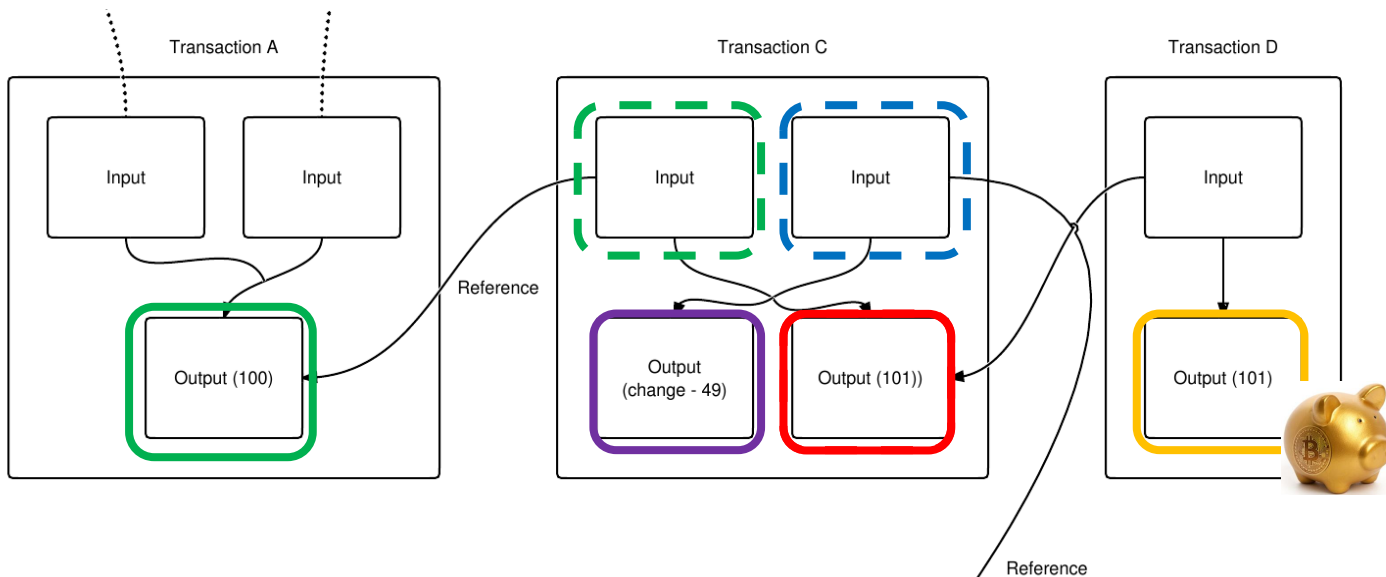 Transaction A
Transaction C
Transaction D
Input
Input
Input
Input
Input
Reference
Output (100)
Output
(change - 49)
Output (101))
Output (101)
Reference